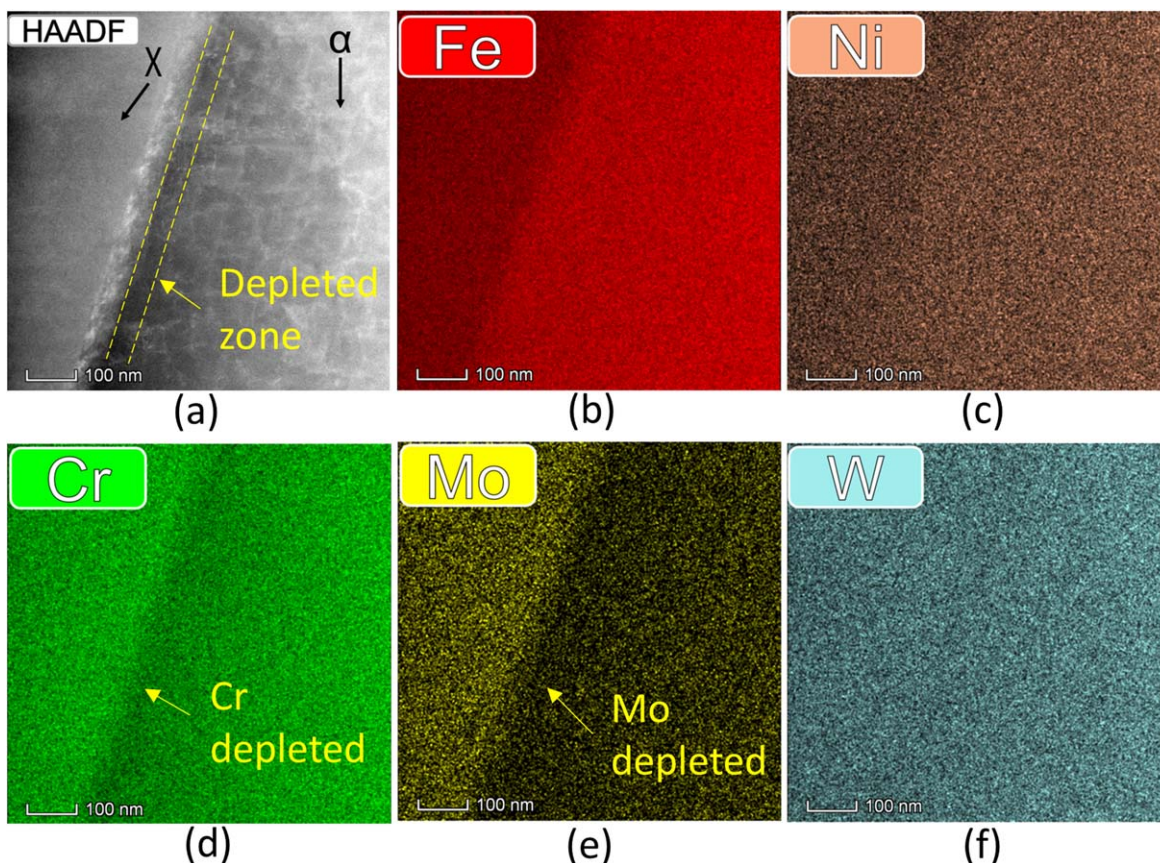 HAADF
χ
α
Depleted
zone
100 nm
(a)
Fe
100 nm
(b)
Ni
100 nm
(c)
Cr
Cr
depleted
100 nm
(d)
Mo
Mo
depleted
100 nm
(e)
W
100 nm
(f)